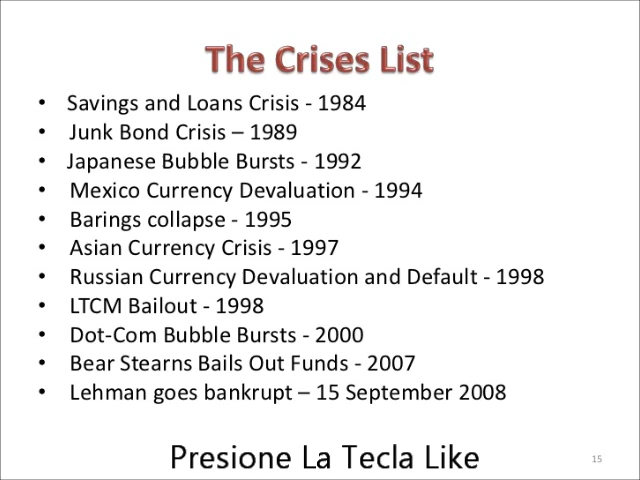 The Crises List
• Savings and Loans Crisis - 1984
• Junk Bond Crisis – 1989
• Japanese Bubble Bursts - 1992
• Mexico Currency Devaluation - 1994
• Barings collapse - 1995
• Asian Currency Crisis - 1997
• Russian Currency Devaluation and Default - 1998
• LTCM Bailout - 1998
• Dot-Com Bubble Bursts - 2000
• Bear Stearns Bails Out Funds - 2007
• Lehman goes bankrupt – 15 September 2008
Presione La Tecla Like
15